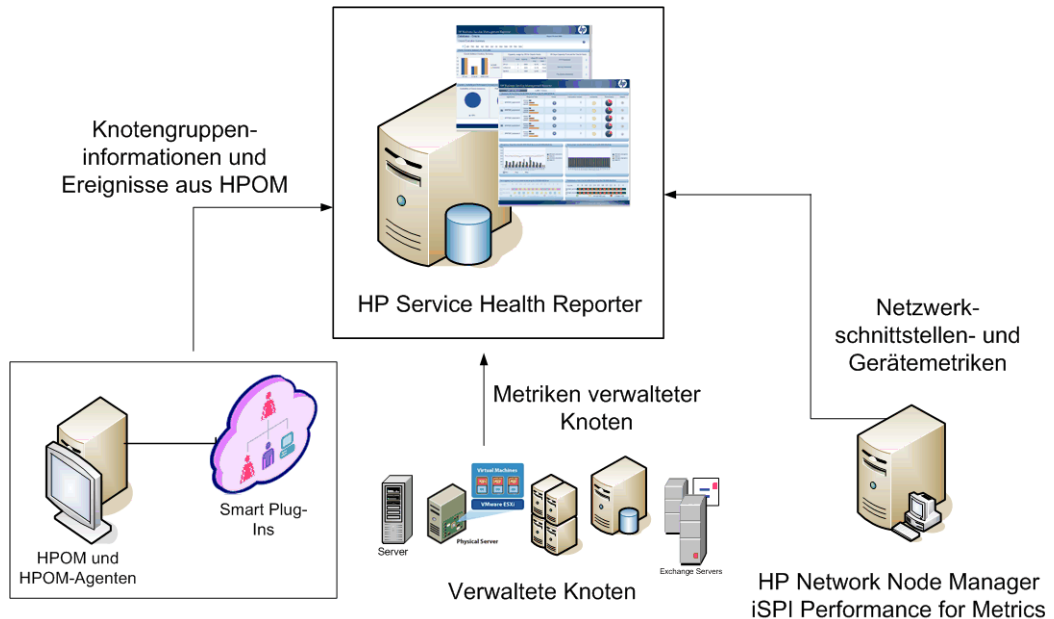 Knotengruppen-
informationen und
Ereignisse aus HPOM
hp
hp
HP Service Health Reporter
Netzwerk-
schnittstellen- und
Gerätemetriken
Metriken verwalteter
Knoten
Smart Plug-
Ins
HPOM und
HPOM-Agenten
Virtual Machines
VMware ESXi
Physical Server
Server
Exchange Servers
Verwaltete Knoten
HP Network Node Manager
iSPI Performance for Metrics